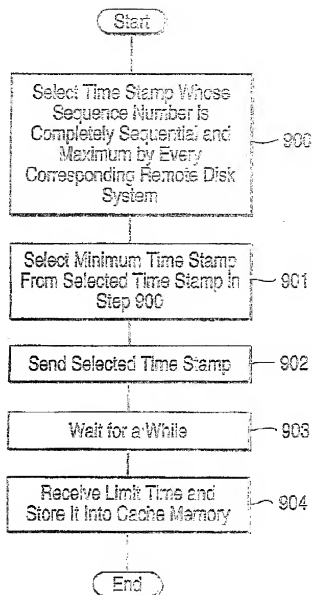 Start
Select Time Stamp Whose
Sequence Number is
Completely Sequential and
Maximum by Every
Corresponding Remote Disk
System
900
Select Minimum Time Stamp
From Selected Time Stamp In
Step 900
901
Send Selected Time Stamp
902
Wait for a While
903
Receive Limit Time and
Store It Into Cache Memory
904
End